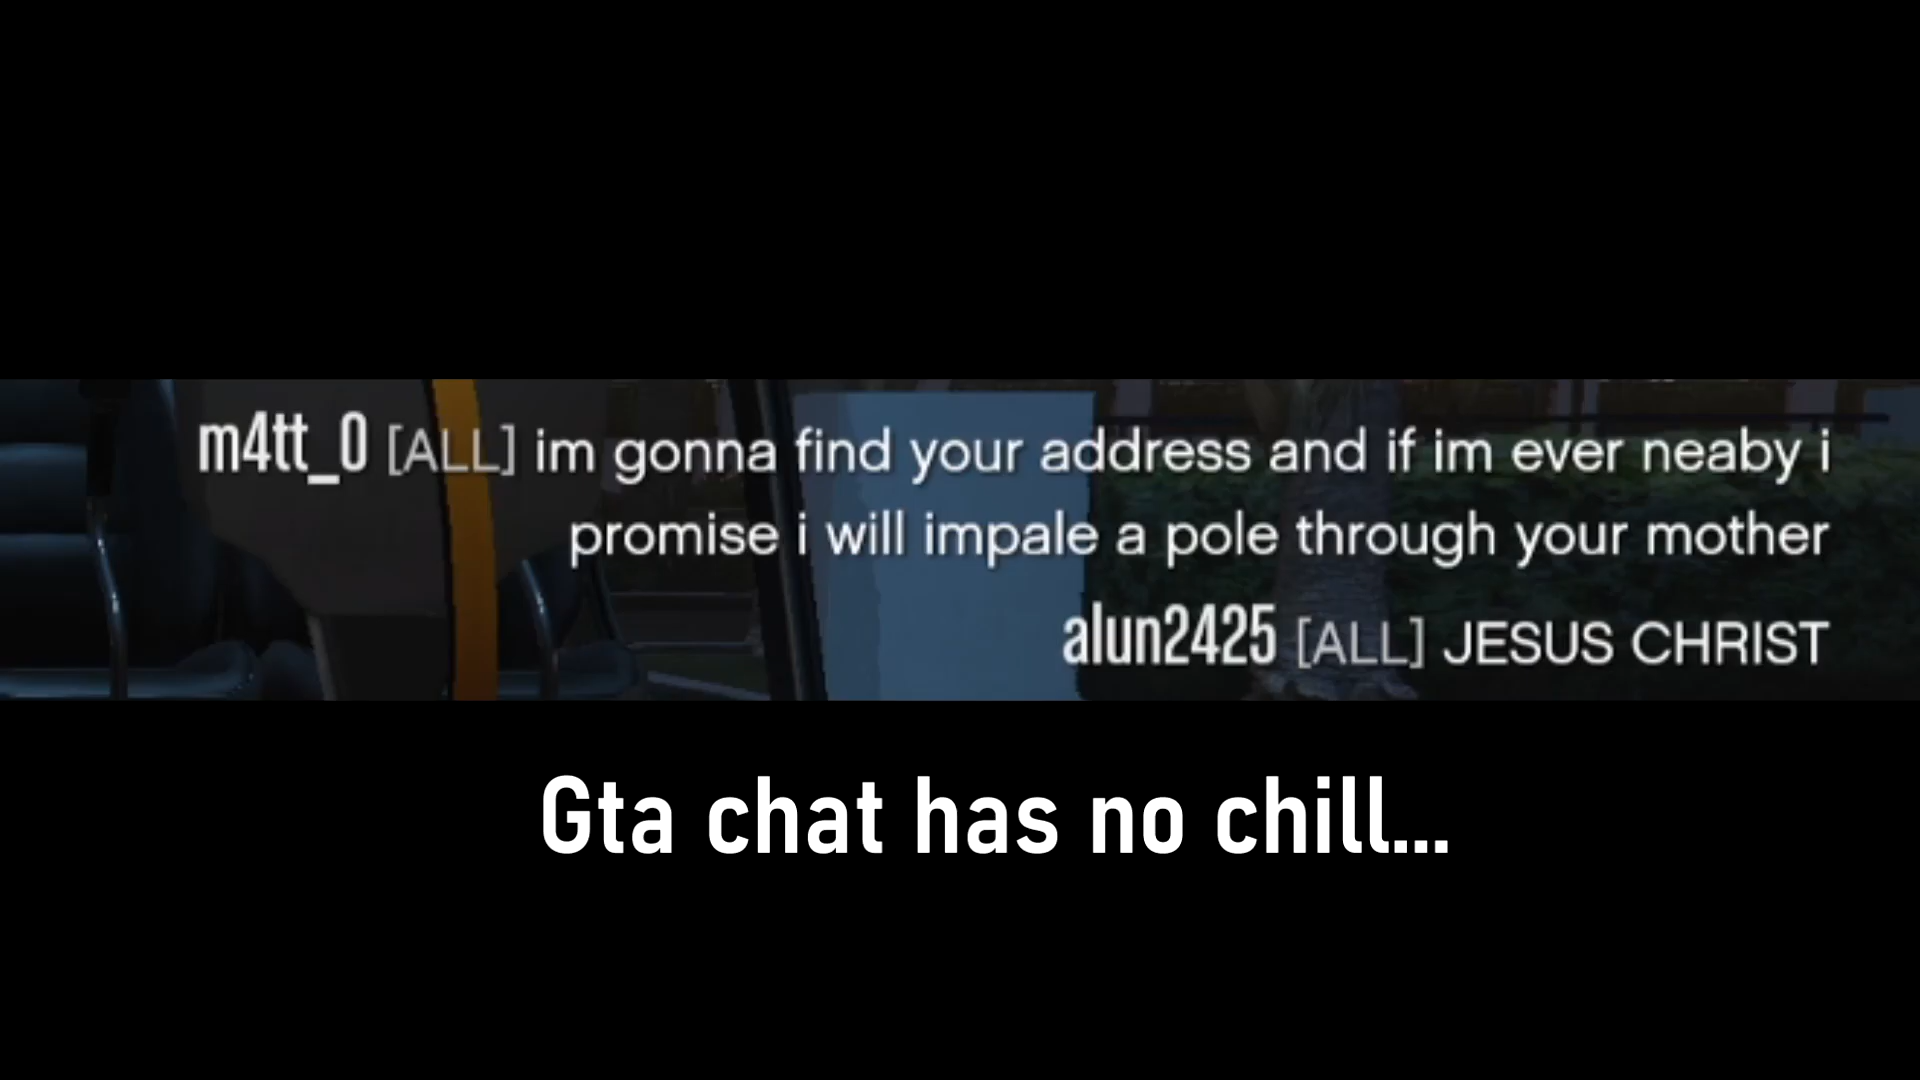 m4tt_0 [ALL] im gonna find your address and if im ever neaby i
promise i will impale a pole through your mother
alun2425 [ALL] JESUS CHRIST
Gta chat has no chill...